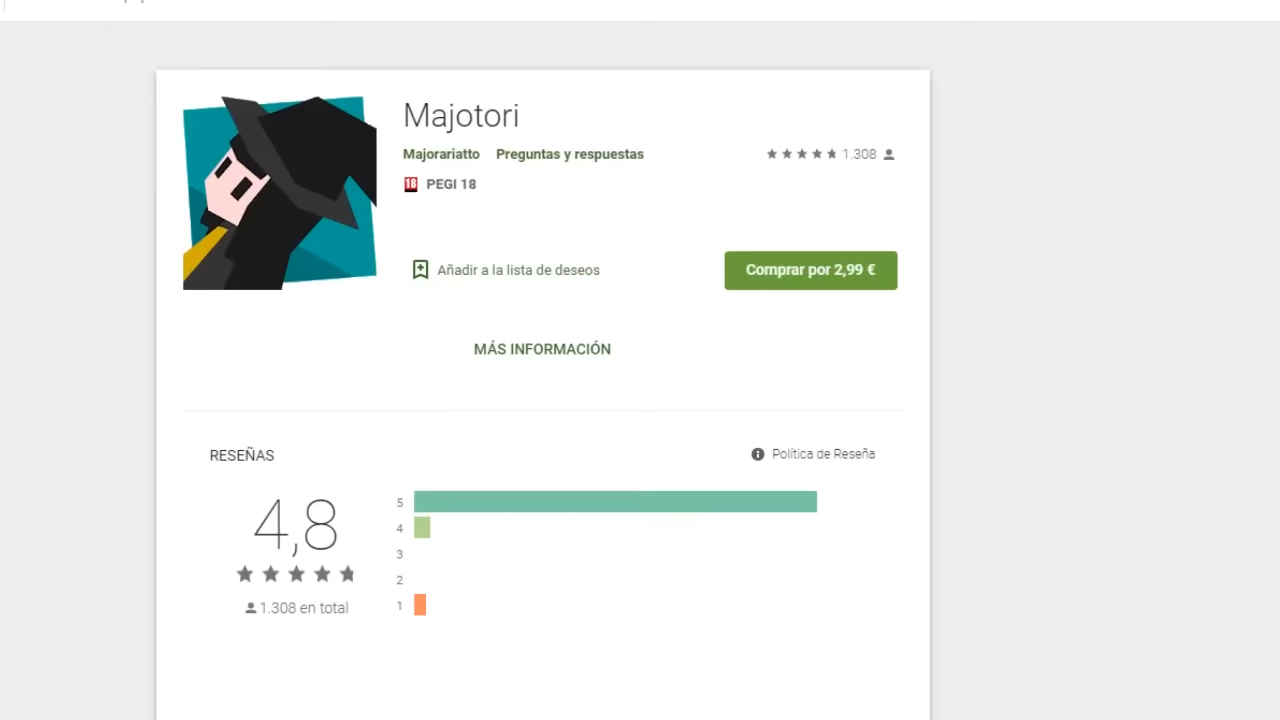 Majotori
Majorariatto Preguntas y respuestas 1.308
18 PEGI 18
Añadir a la lista de deseos Comprar por 2,99 €
MÁS INFORMACIÓN
RESEÑAS Política de Reseña
4,8
5
4
3
2
1
1.308 en total